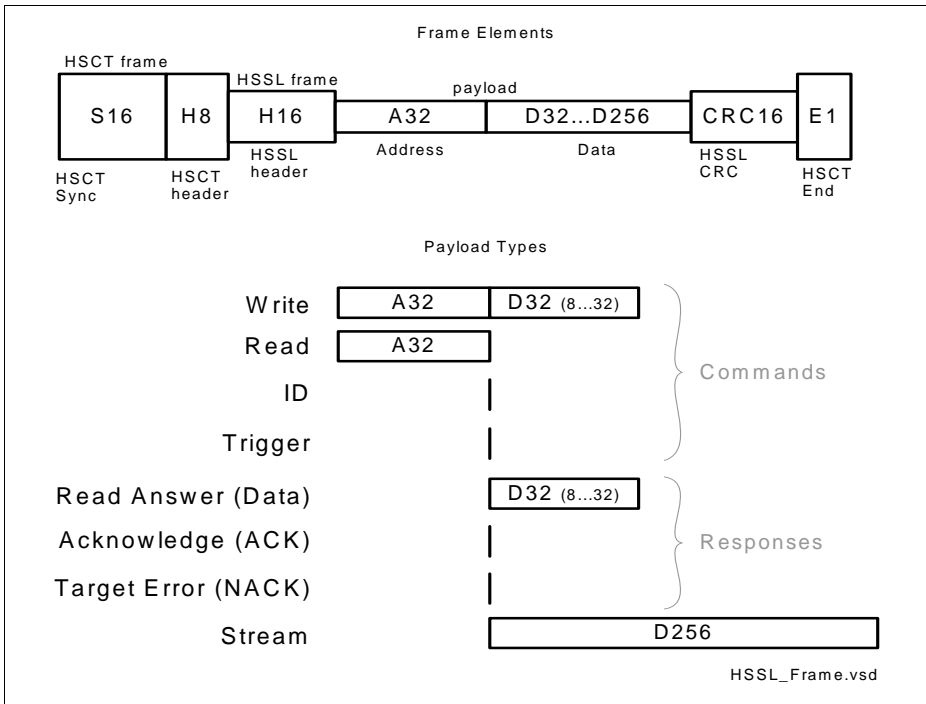 Frame Elements
HSCT frame
HSSL frame
payload
S16 H8 H16 A32 D32...D256 CRC16 E1
HSCT Sync
HSCT header
HSSL header
Address
Data
HSSL CRC
HSCT End
Payload Types
Write A32 D32 (8...32)
Read A32
ID
Commands
Trigger
Read Answer (Data) D32 (8...32)
Acknowledge (ACK)
Responses
Target Error (NACK)
Stream D256
HSSL_Frame.vsd